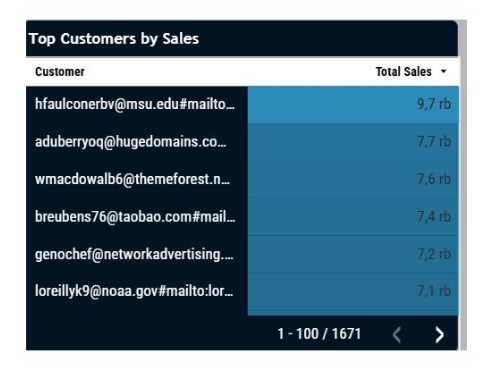 Top Customers by Sales
Customer Total Sales
hfaulconerbv@msu.edu#mailto... 9,7 rb
aduberryoq@hugedomains.co... 7,7 rb
wmacdowalb6@themeforest.n... 7,6 rb
breubens76@taobao.com#mail... 7,4 rb
genochef@networkadvertising.... 7,2 rb
loreillyk9@noaa.gov#mailto:lor... 7,1 rb
1 - 100 / 1671